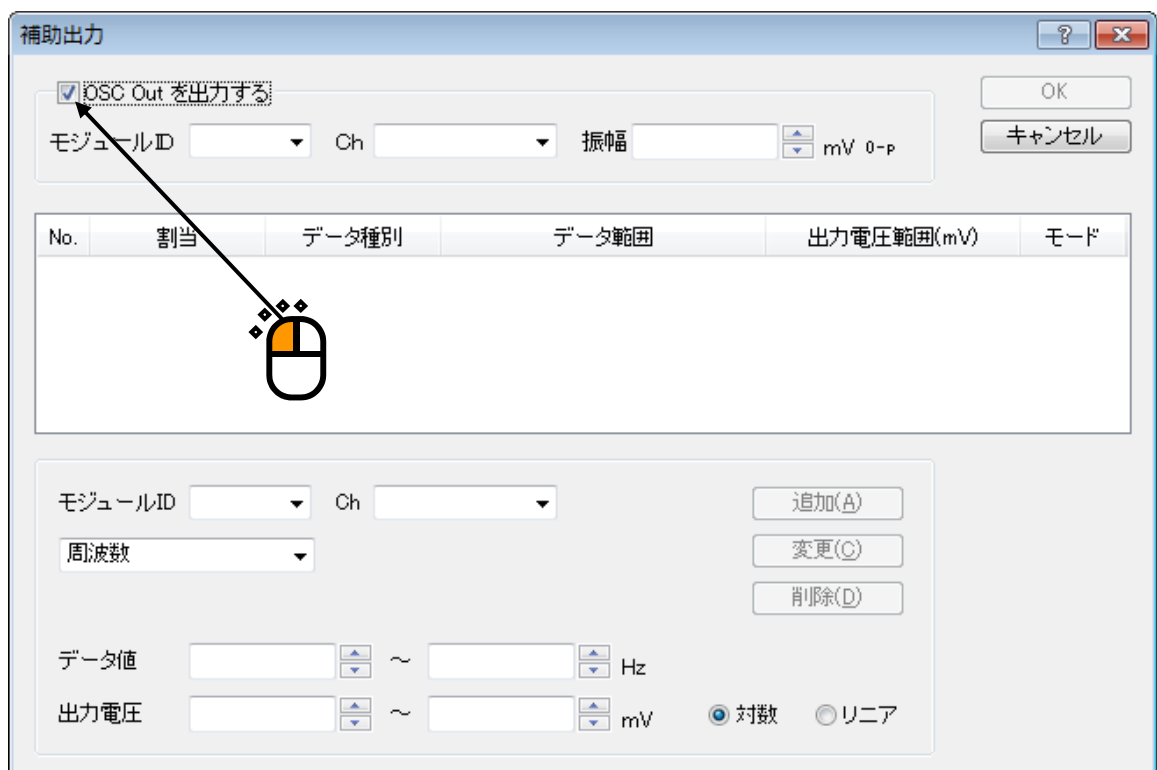 補助出力
OSC Out を出力する
OK
モジュールID Ch 振幅 mV 0-P
キャンセル
No. 割当 データ種別 データ範囲 出力電圧範囲(mV) モード
モジュールID Ch 追加(A)
周波数 変更(C)
削除(D)
データ値 ～ Hz
出力電圧 ～ mV 対数 リニア